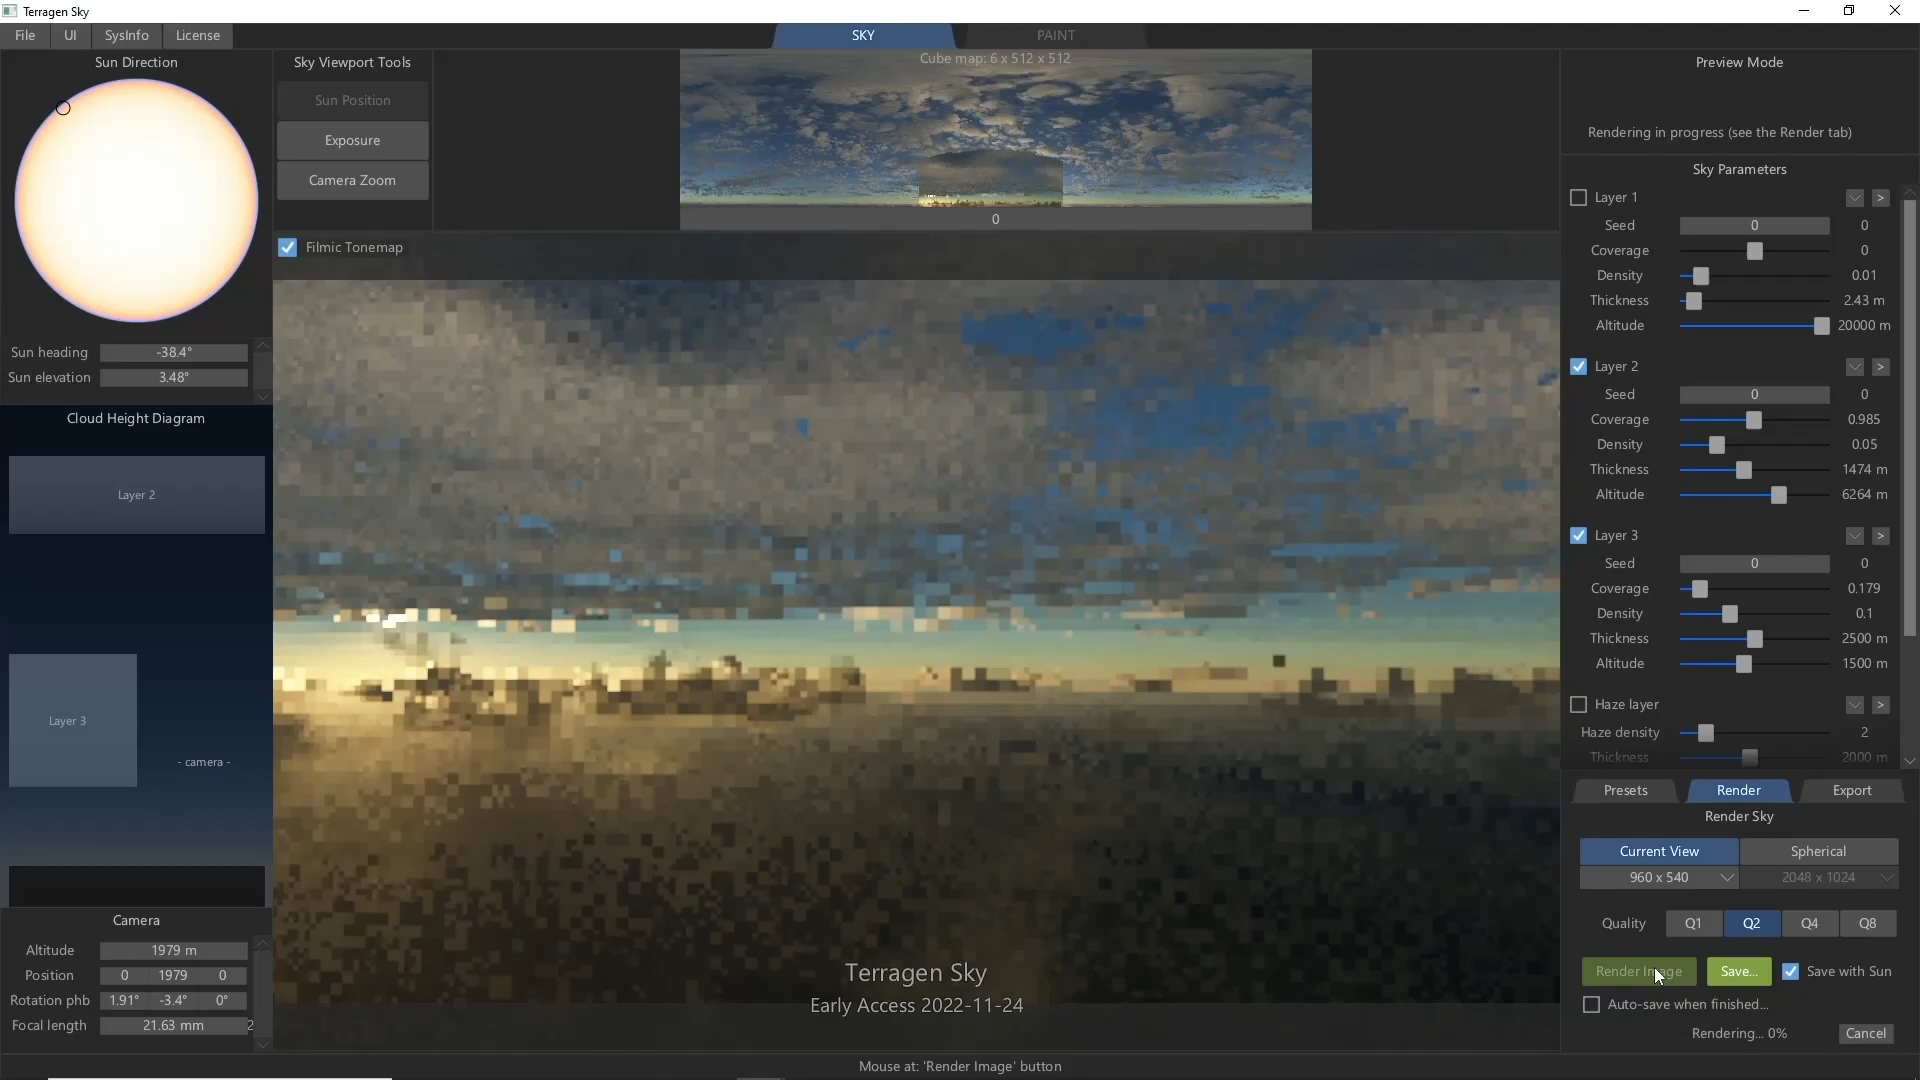 Terragen Sky
File UI SysInfo License SKY PAINT
Sun Direction
Sky Viewport Tools
Sun Position
Exposure
Camera Zoom
Cube map: 6 x 512 x 512
0
Filmic Tonemap
Sun heading -38.4°
Sun elevation 3.48°
Cloud Height Diagram
Layer 2
Layer 3
- camera -
Camera
Altitude 1979 m
Position 0 1979 0
Rotation phb 1.91° -3.4° 0°
Focal length 21.63 mm 2
Terragen Sky
Early Access 2022-11-24
Preview Mode
Rendering in progress (see the Render tab)
Sky Parameters
Layer 1 >
Seed 0 0
Coverage 0
Density 0.01
Thickness 2.43 m
Altitude 20000 m
Layer 2 >
Seed 0 0
Coverage 0.985
Density 0.05
Thickness 1474 m
Altitude 6264 m
Layer 3 >
Seed 0 0
Coverage 0.179
Density 0.1
Thickness 2500 m
Altitude 1500 m
Haze layer >
Haze density 2
Thickness 2000 m
Presets Render Export
Render Sky
Current View Spherical
960 x 540 2048 x 1024
Quality Q1 Q2 Q4 Q8
Render Image Save... Save with Sun
Auto-save when finished...
Rendering... 0% Cancel
Mouse at: 'Render Image' button